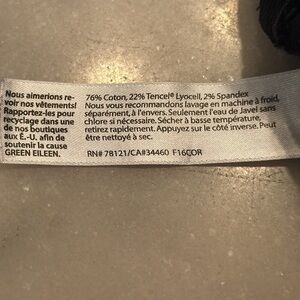 Nous aimerions re-
voir nos vêtements!
Rapportez-les pour
recyclage dans une
de nos boutiques
aux É.-U. afin de
soutenir la cause
GREEN EILEEN.
76% Coton, 22% Tencel® Lyocell, 2% Spandex
Nous vous recommandons lavage en machine à froid,
séparément, à l'envers. Seulement l'eau de Javel sans
chlore si nécessaire. Sécher à basse température,
retirez rapidement. Appuyez sur le côté inverse. Peut
être nettoyé à sec.
RN# 78121/CA#34460 F16COR